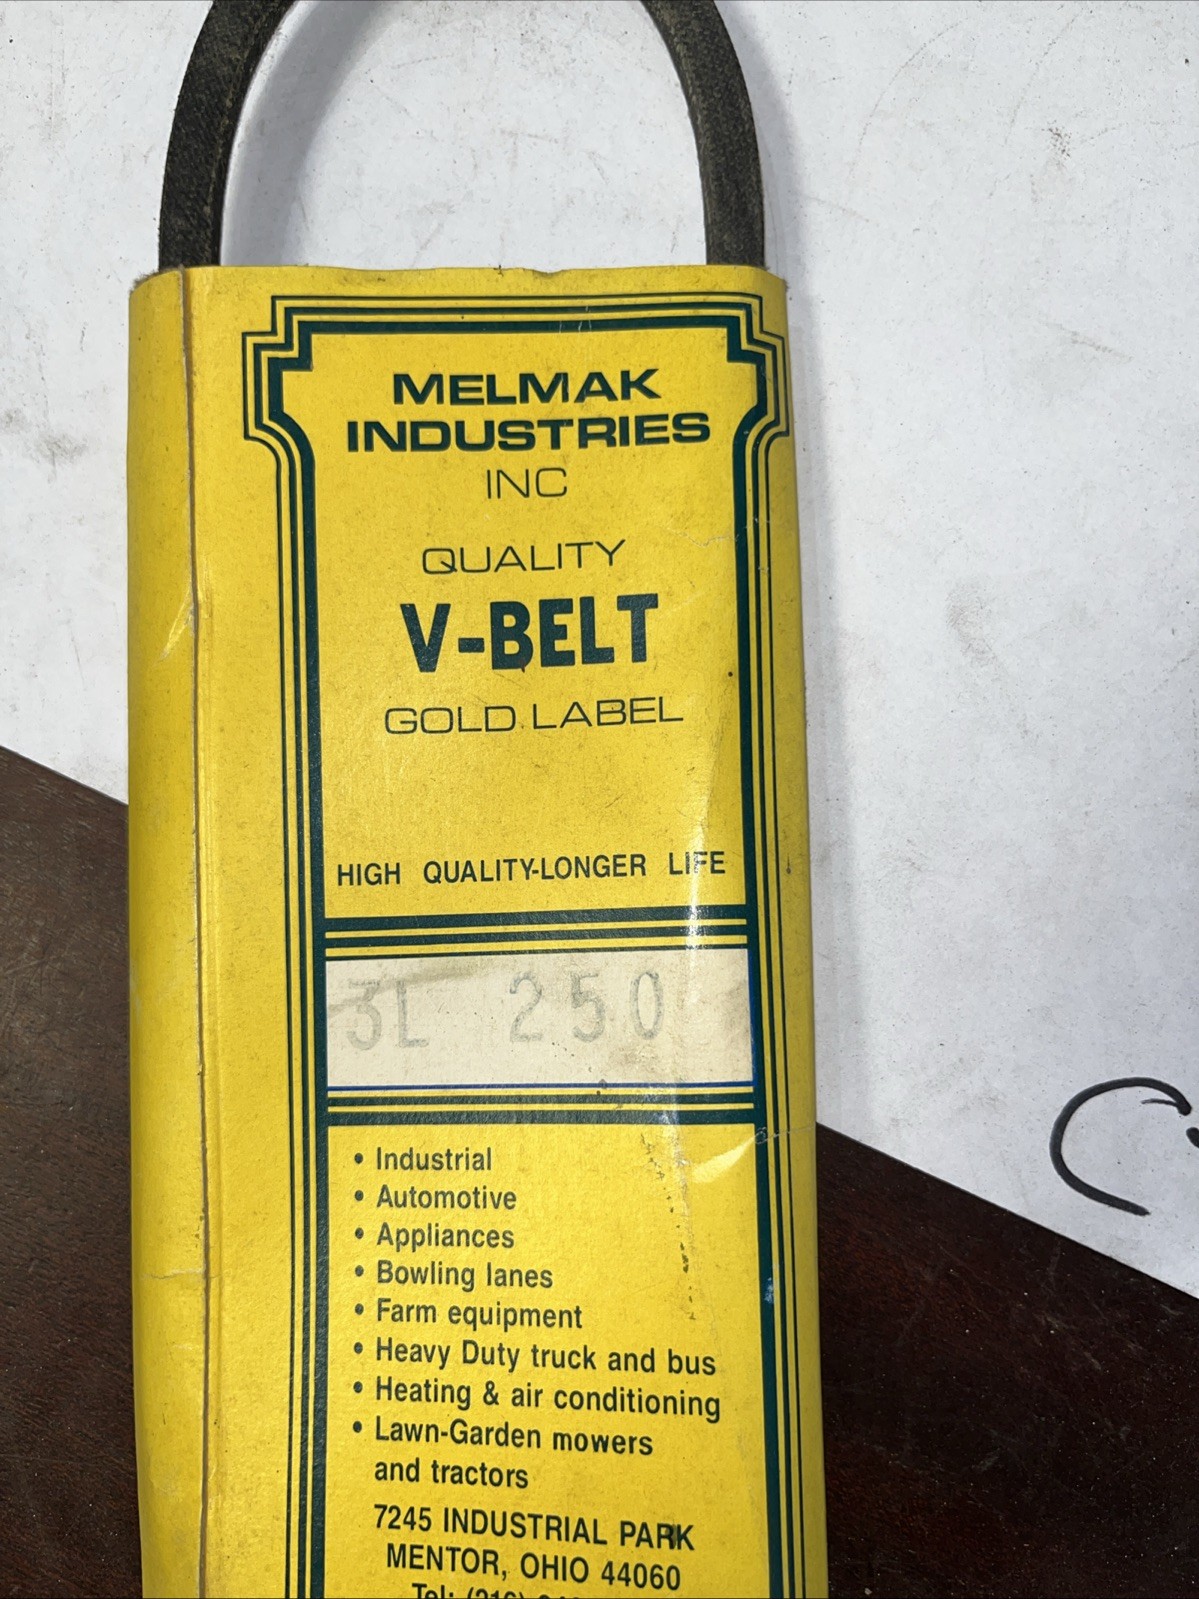 MELMAK
INDUSTRIES
INC
QUALITY
V-BELT
GOLD LABEL
HIGH QUALITY-LONGER LIFE
3L 250
• Industrial
• Automotive
• Appliances
• Bowling lanes
• Farm equipment
• Heavy Duty truck and bus
• Heating & air conditioning
• Lawn-Garden mowers
and tractors
7245 INDUSTRIAL PARK
MENTOR, OHIO 44060
Tel: (216)